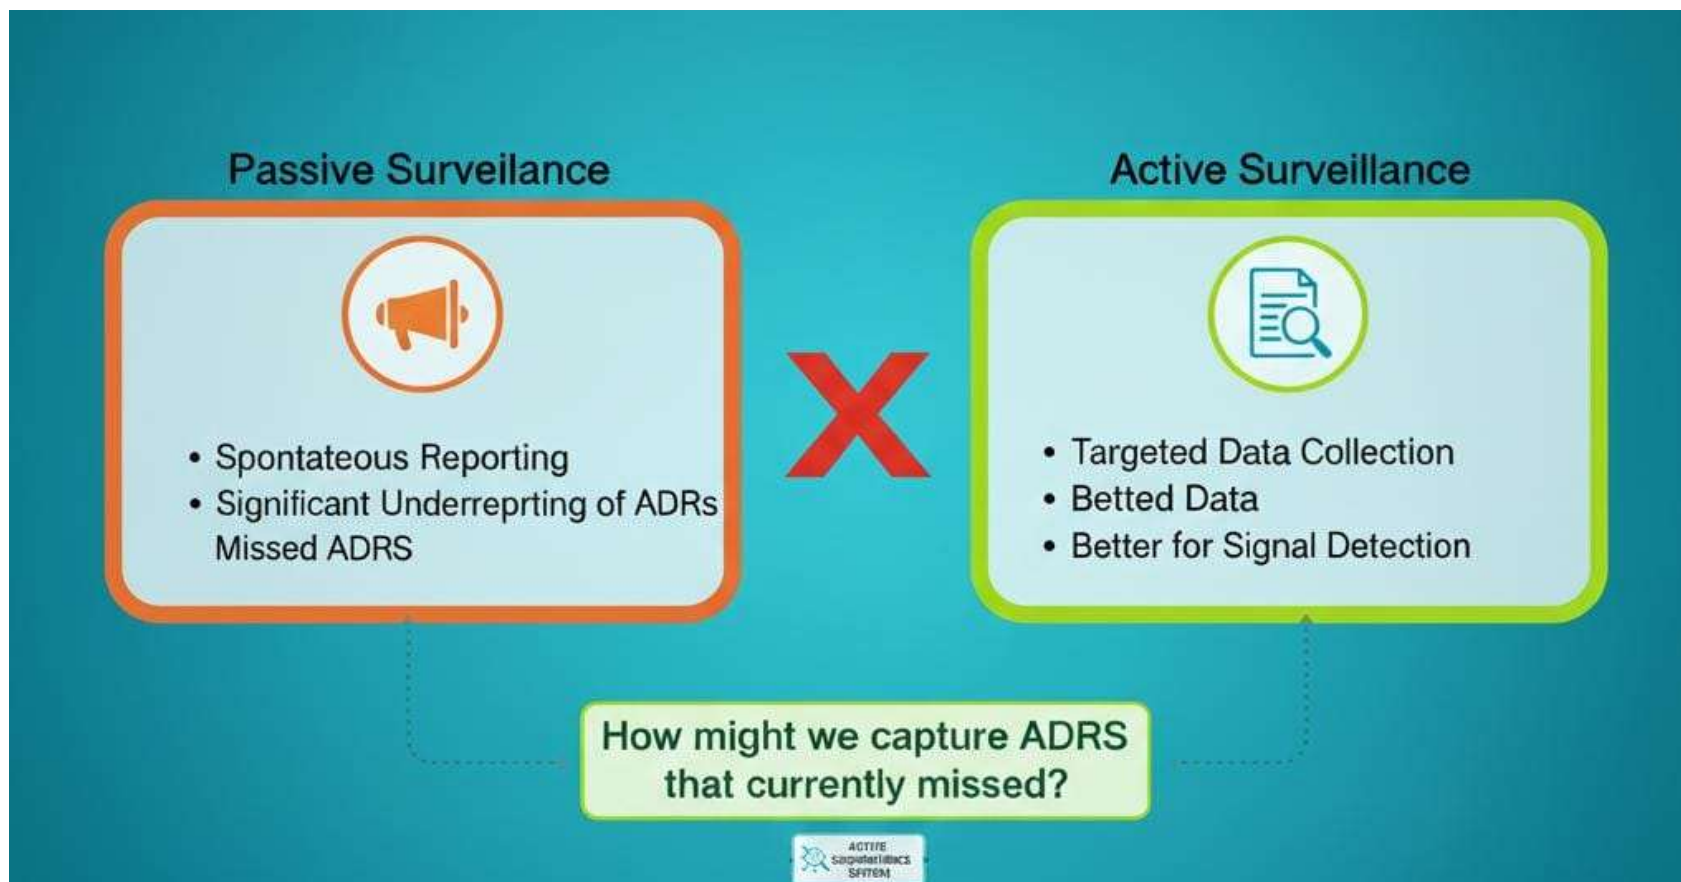 Passive Surveilance
• Spontateous Reporting
• Significant Underreprting of ADRs
Missed ADRS
X
Active Surveillance
• Targeted Data Collection
• Betted Data
• Better for Signal Detection
How might we capture ADRS
that currently missed?